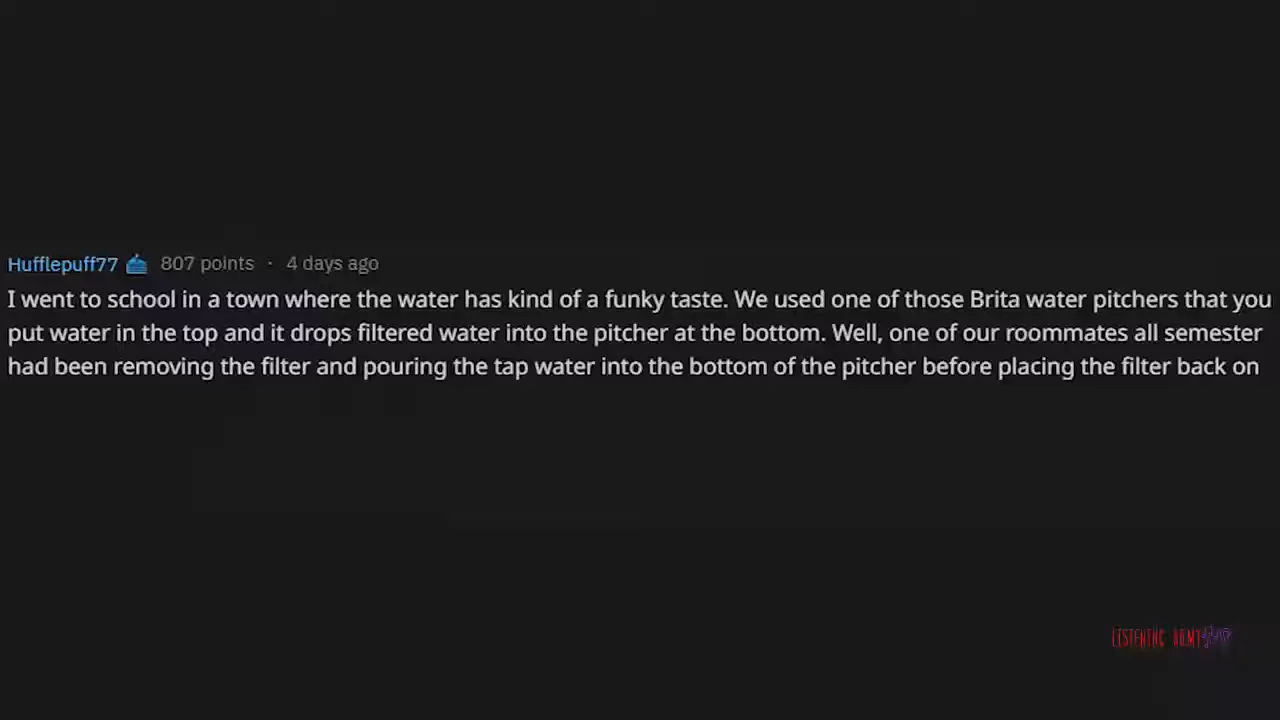 Hufflepuff77 807 points · 4 days ago
I went to school in a town where the water has kind of a funky taste. We used one of those Brita water pitchers that you
put water in the top and it drops filtered water into the pitcher at the bottom. Well, one of our roommates all semester
had been removing the filter and pouring the tap water into the bottom of the pitcher before placing the filter back on
LISTENING